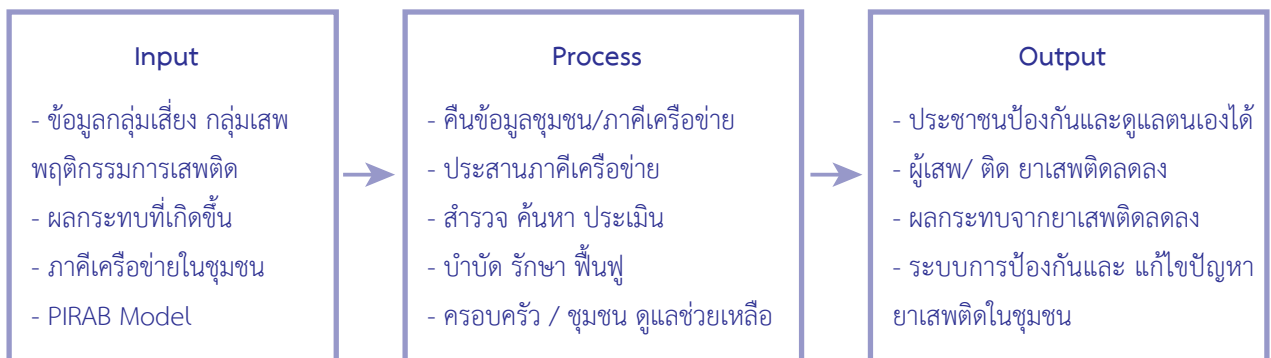 Input
- ข้อมูลกลุ่มเสี่ยง กลุ่มเสพ
พฤติกรรมการเสพติด
- ผลกระทบที่เกิดขึ้น
- ภาคีเครือข่ายในชุมชน
- PIRAB Model
Process
- คืนข้อมูลชุมชน/ภาคีเครือข่าย
- ประสานภาคีเครือข่าย
- สำรวจ ค้นหา ประเมิน
- บำบัด รักษา ฟื้นฟู
- ครอบครัว / ชุมชน ดูแลช่วยเหลือ
Output
- ประชาชนป้องกันและดูแลตนเองได้
- ผู้เสพ/ ติด ยาเสพติดลดลง
- ผลกระทบจากยาเสพติดลดลง
- ระบบการป้องกันและ แก้ไขปัญหา
ยาเสพติดในชุมชน